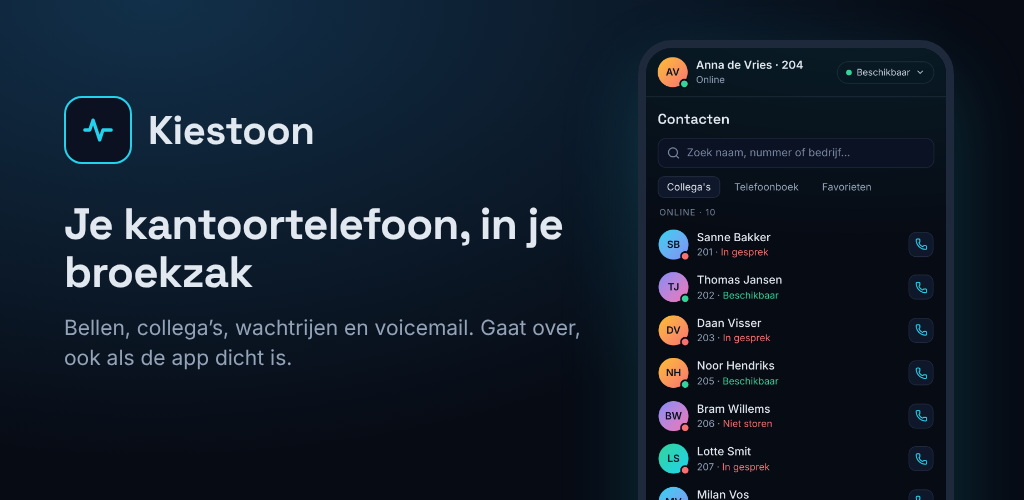 Kiestoon
Je kantoortelefoon, in je
broekzak
Bellen, collega’s, wachtrijen en voicemail. Gaat over,
ook als de app dicht is.
AV
Anna de Vries · 204
Online
Beschikbaar
Contacten
Zoek naam, nummer of bedrijf...
Collega's
Telefoonboek
Favorieten
ONLINE · 10
SB
Sanne Bakker
201 · In gesprek
TJ
Thomas Jansen
202 · Beschikbaar
DV
Daan Visser
203 · In gesprek
NH
Noor Hendriks
205 · Beschikbaar
BW
Bram Willems
206 · Niet storen
LS
Lotte Smit
207 · In gesprek
Milan Vos